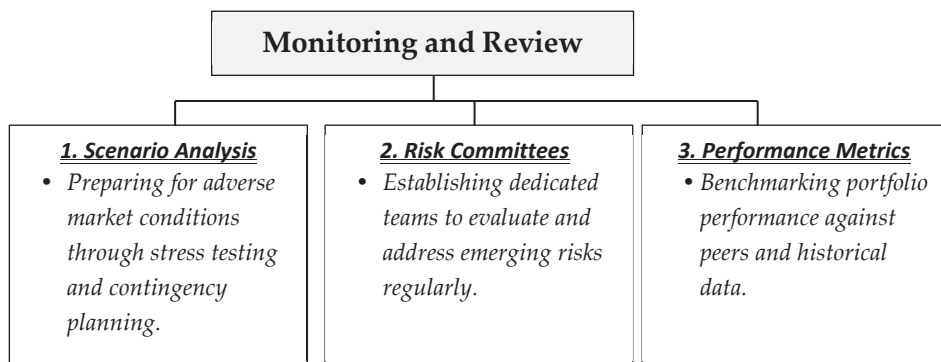 Monitoring and Review
1. Scenario Analysis
• Preparing for adverse
market conditions
through stress testing
and contingency
planning.
2. Risk Committees
• Establishing dedicated
teams to evaluate and
address emerging risks
regularly.
3. Performance Metrics
• Benchmarking portfolio
performance against
peers and historical
data.